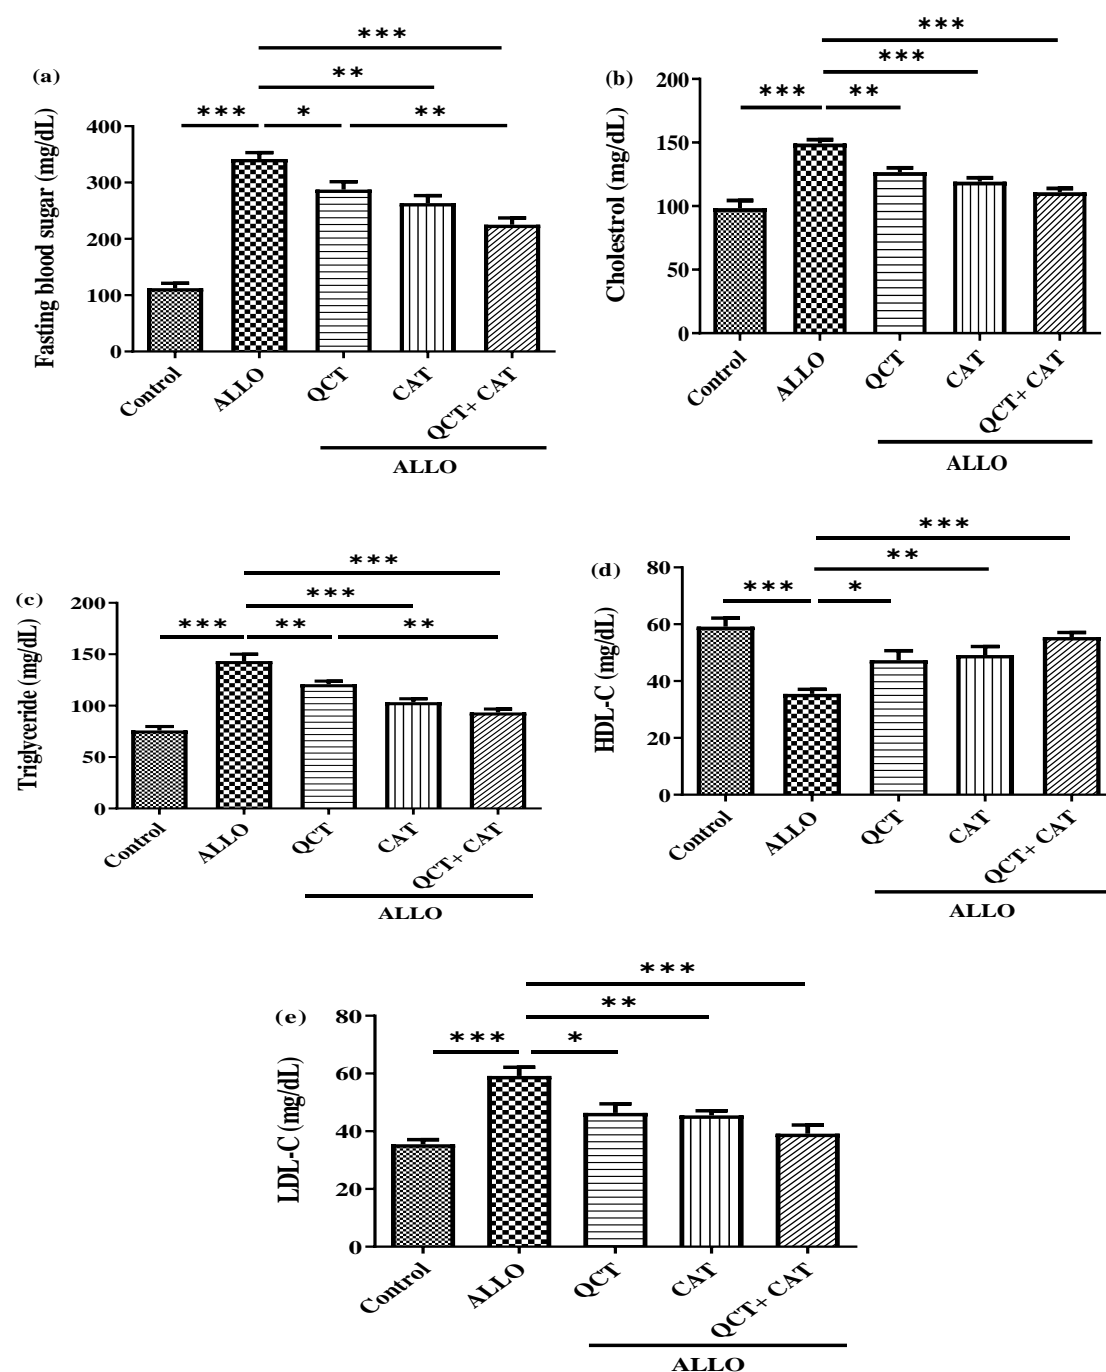 (a)
Fasting blood sugar (mg/dL)
400
300
200
100
0
***
**
*** * **
Control ALLO QCT CAT QCT+ CAT
ALLO
(b)
Cholestrol (mg/dL)
200
150
100
50
0
***
***
*** **
Control ALLO QCT CAT QCT+ CAT
ALLO
(c)
Triglyceride (mg/dL)
200
150
100
50
0
***
***
*** ** **
Control ALLO QCT CAT QCT+ CAT
ALLO
(d)
HDL-C (mg/dL)
80
60
40
20
0
***
**
*** *
Control ALLO QCT CAT QCT+ CAT
ALLO
(e)
LDL-C (mg/dL)
80
60
40
20
0
***
**
*** *
Control ALLO QCT CAT QCT+ CAT
ALLO